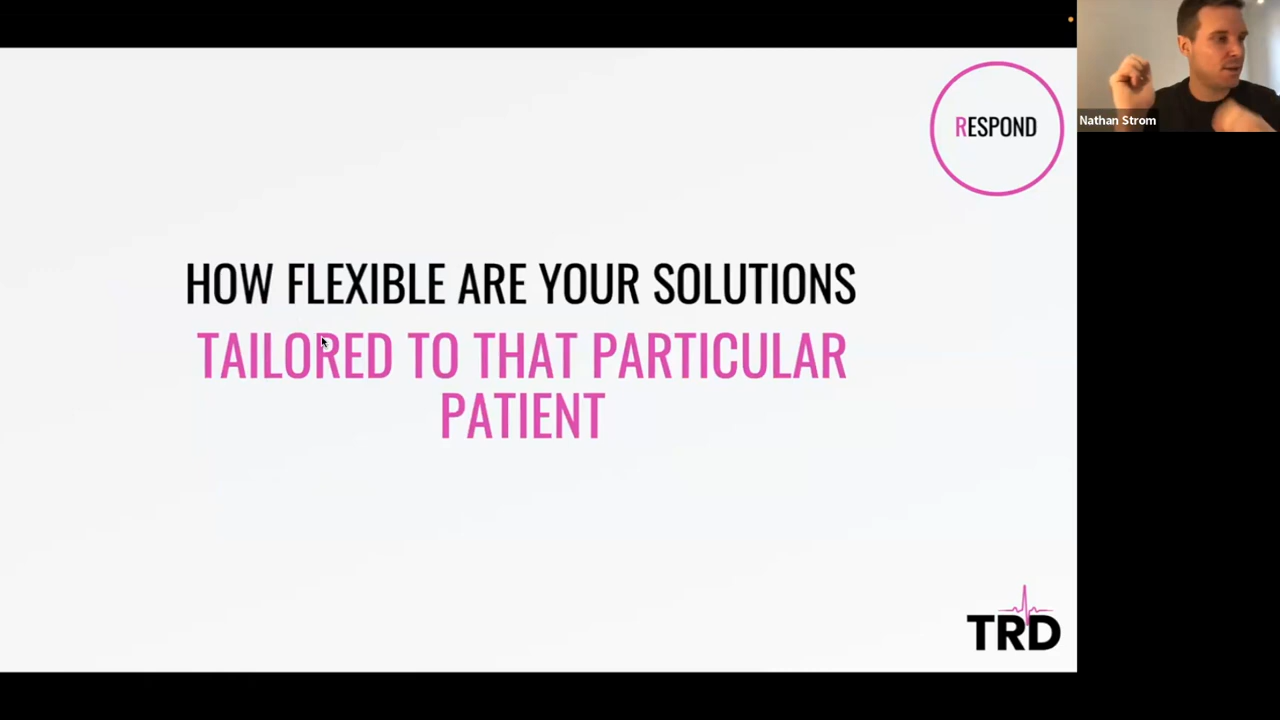 RESPOND
Nathan Strom
HOW FLEXIBLE ARE YOUR SOLUTIONS
TAILORED TO THAT PARTICULAR
PATIENT
TRD